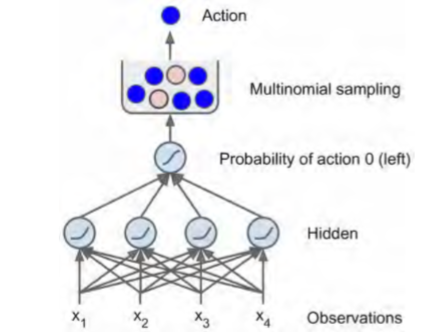 Action
Multinomial sampling
Probability of action 0 (left)
Hidden
x1 x2 x3 x4 Observations